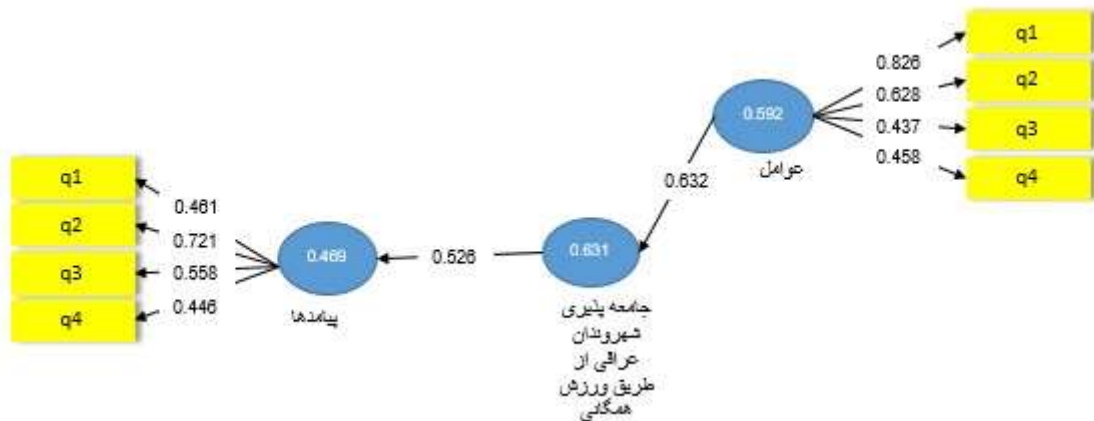 q1
q2
q3
q4
0.826
0.628
0.437
0.458
0.592
عوامل
0.632
0.631
جامعه پذیری
شهروندان
عراقی از
طریق ورزش
همگانی
0.526
0.469
پیامدها
0.461
0.721
0.558
0.446
q1
q2
q3
q4